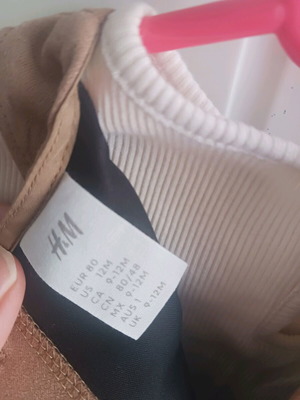 H&M
EUR 80
US 12M
CA 9-12M
CN 80/48
MX 9-12M
AUS 1
UK 9-12M